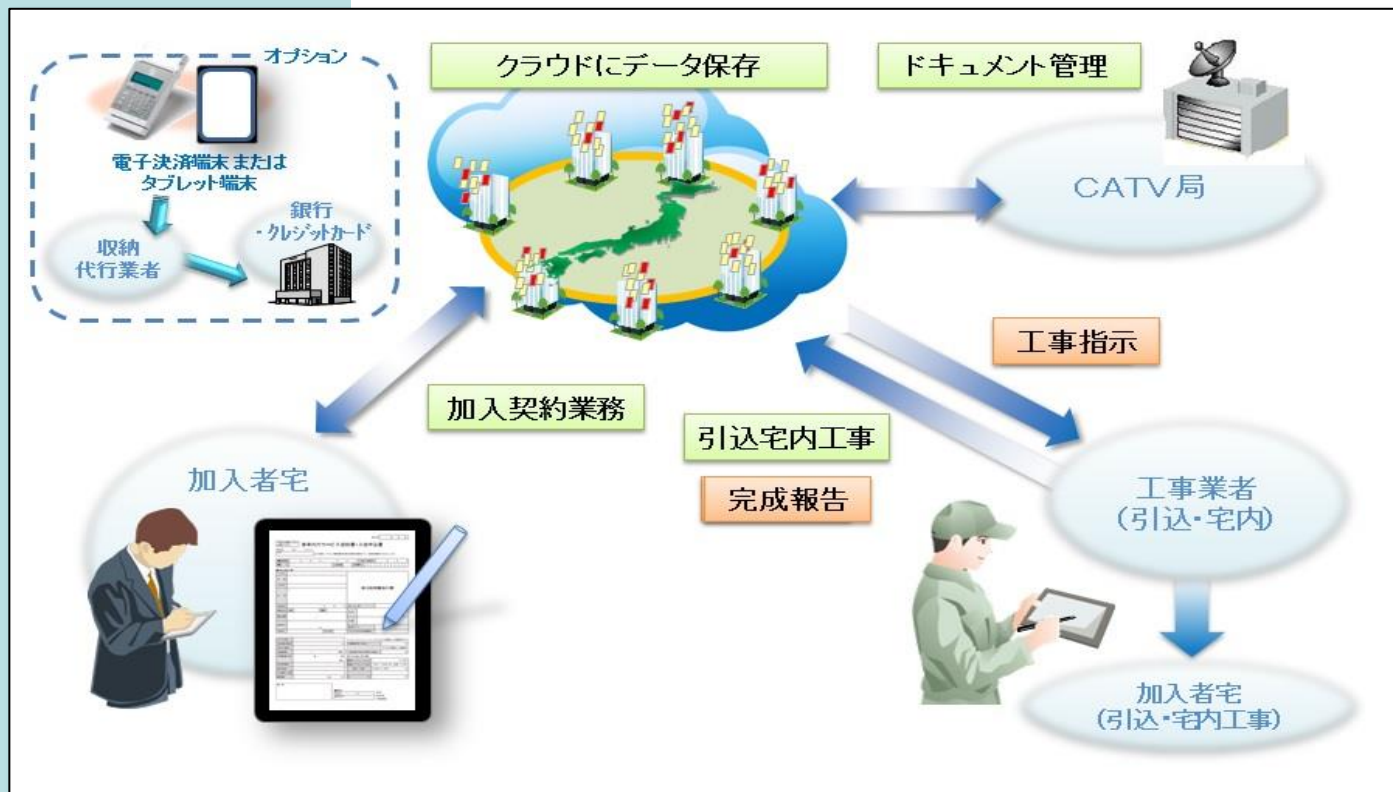 オプション
電子決済端末 または
タブレット端末
収納
代行業者
銀行
・クレジットカード
クラウドにデータ保存
ドキュメント管理
CATV局
工事指示
加入契約業務
引込宅内工事
完成報告
加入者宅
工事業者
(引込・宅内)
加入者宅
(引込・宅内工事)